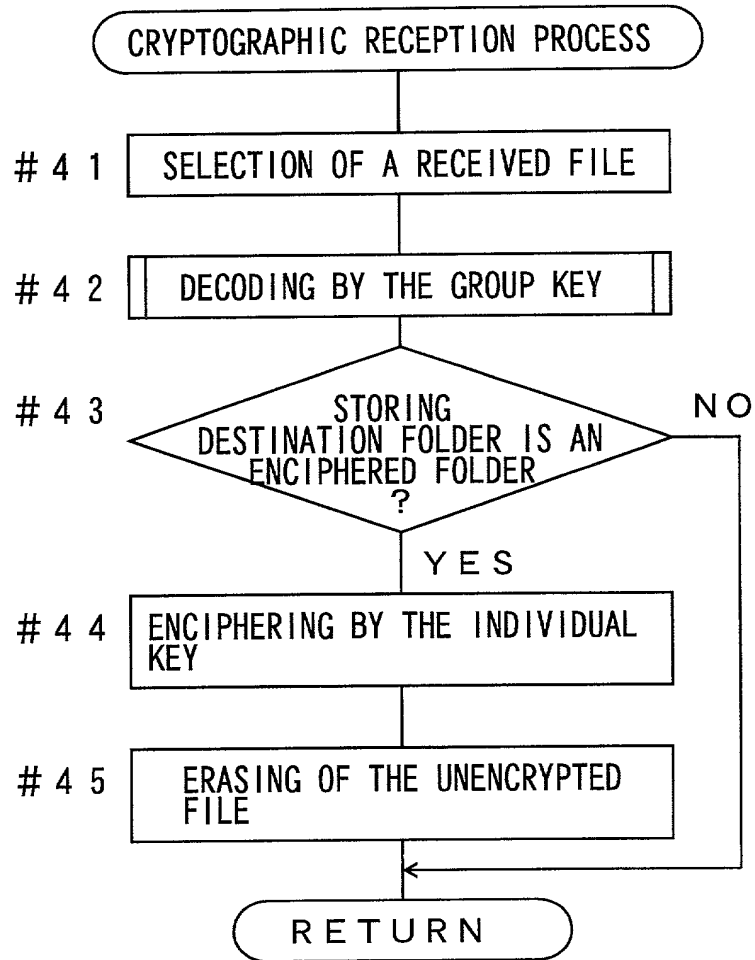 CRYPTOGRAPHIC RECEPTION PROCESS
#41 SELECTION OF A RECEIVED FILE
#42 DECODING BY THE GROUP KEY
#43 STORING
DESTINATION FOLDER IS AN
ENCIPHERED FOLDER
?
NO
YES
#44 ENCIPHERING BY THE INDIVIDUAL
KEY
#45 ERASING OF THE UNENCRYPTED
FILE
RETURN